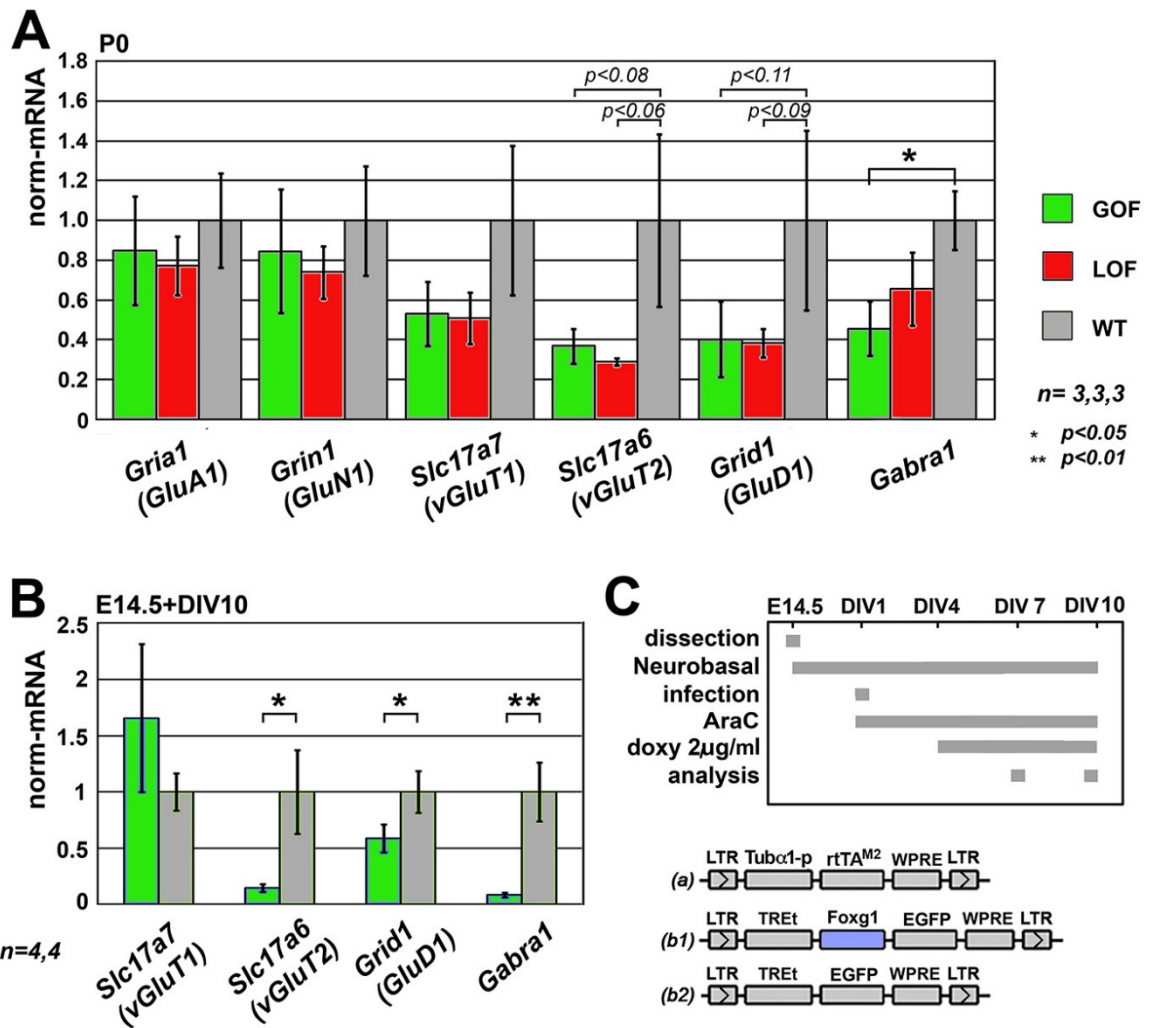 A
P0
norm-mRNA
1.8
1.6
1.4
1.2
1.0
0.8
0.6
0.4
0.2
0
p<0.08
p<0.06
p<0.11
p<0.09
*
Gria1
(GluA1)
Grin1
(GluN1)
Slc17a7
(vGluT1)
Slc17a6
(vGluT2)
Grid1
(GluD1)
Gabra1
GOF
LOF
WT
n= 3,3,3
* p<0.05
** p<0.01
B
E14.5+DIV10
norm-mRNA
2.5
2
1.5
1
0.5
0
*
*
**
n=4,4
Slc17a7
(vGluT1)
Slc17a6
(vGluT2)
Grid1
(GluD1)
Gabra1
C
E14.5 DIV1 DIV4 DIV 7 DIV10
dissection
Neurobasal
infection
AraC
doxy 2µg/ml
analysis
LTR Tubα1-p rtTAM2 WPRE LTR
(a)
LTR TREt Foxg1 EGFP WPRE LTR
(b1)
LTR TREt EGFP WPRE LTR
(b2)